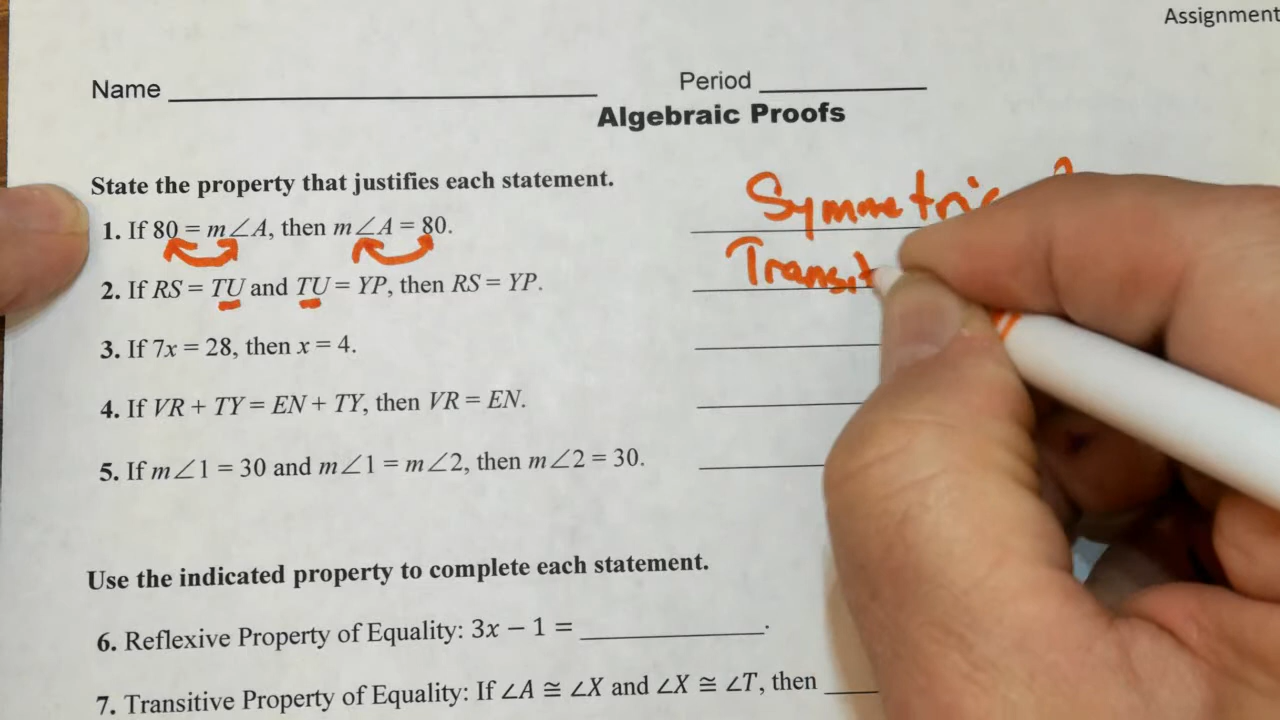 Assignment
Name Period
Algebraic Proofs
State the property that justifies each statement.
Symmetric
1. If 80 = m∠A, then m∠A = 80.
Transit
2. If RS = TU and TU = YP, then RS = YP.
3. If 7x = 28, then x = 4.
4. If VR + TY = EN + TY, then VR = EN.
5. If m∠1 = 30 and m∠1 = m∠2, then m∠2 = 30.
Use the indicated property to complete each statement.
6. Reflexive Property of Equality: 3x − 1 = .
7. Transitive Property of Equality: If ∠A ≅ ∠X and ∠X ≅ ∠T, then